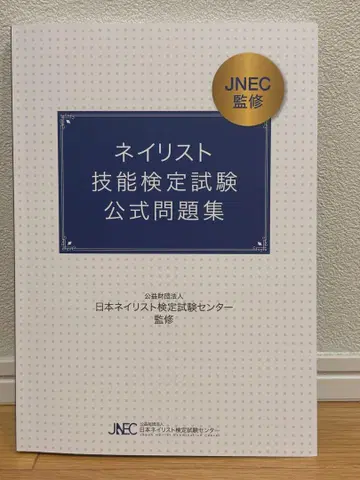 JNEC
監修
ネイリスト
技能検定試験
公式問題集
公益財団法人
日本ネイリスト検定試験センター
監修
JNEC
公益財団法人
日本ネイリスト検定試験センター